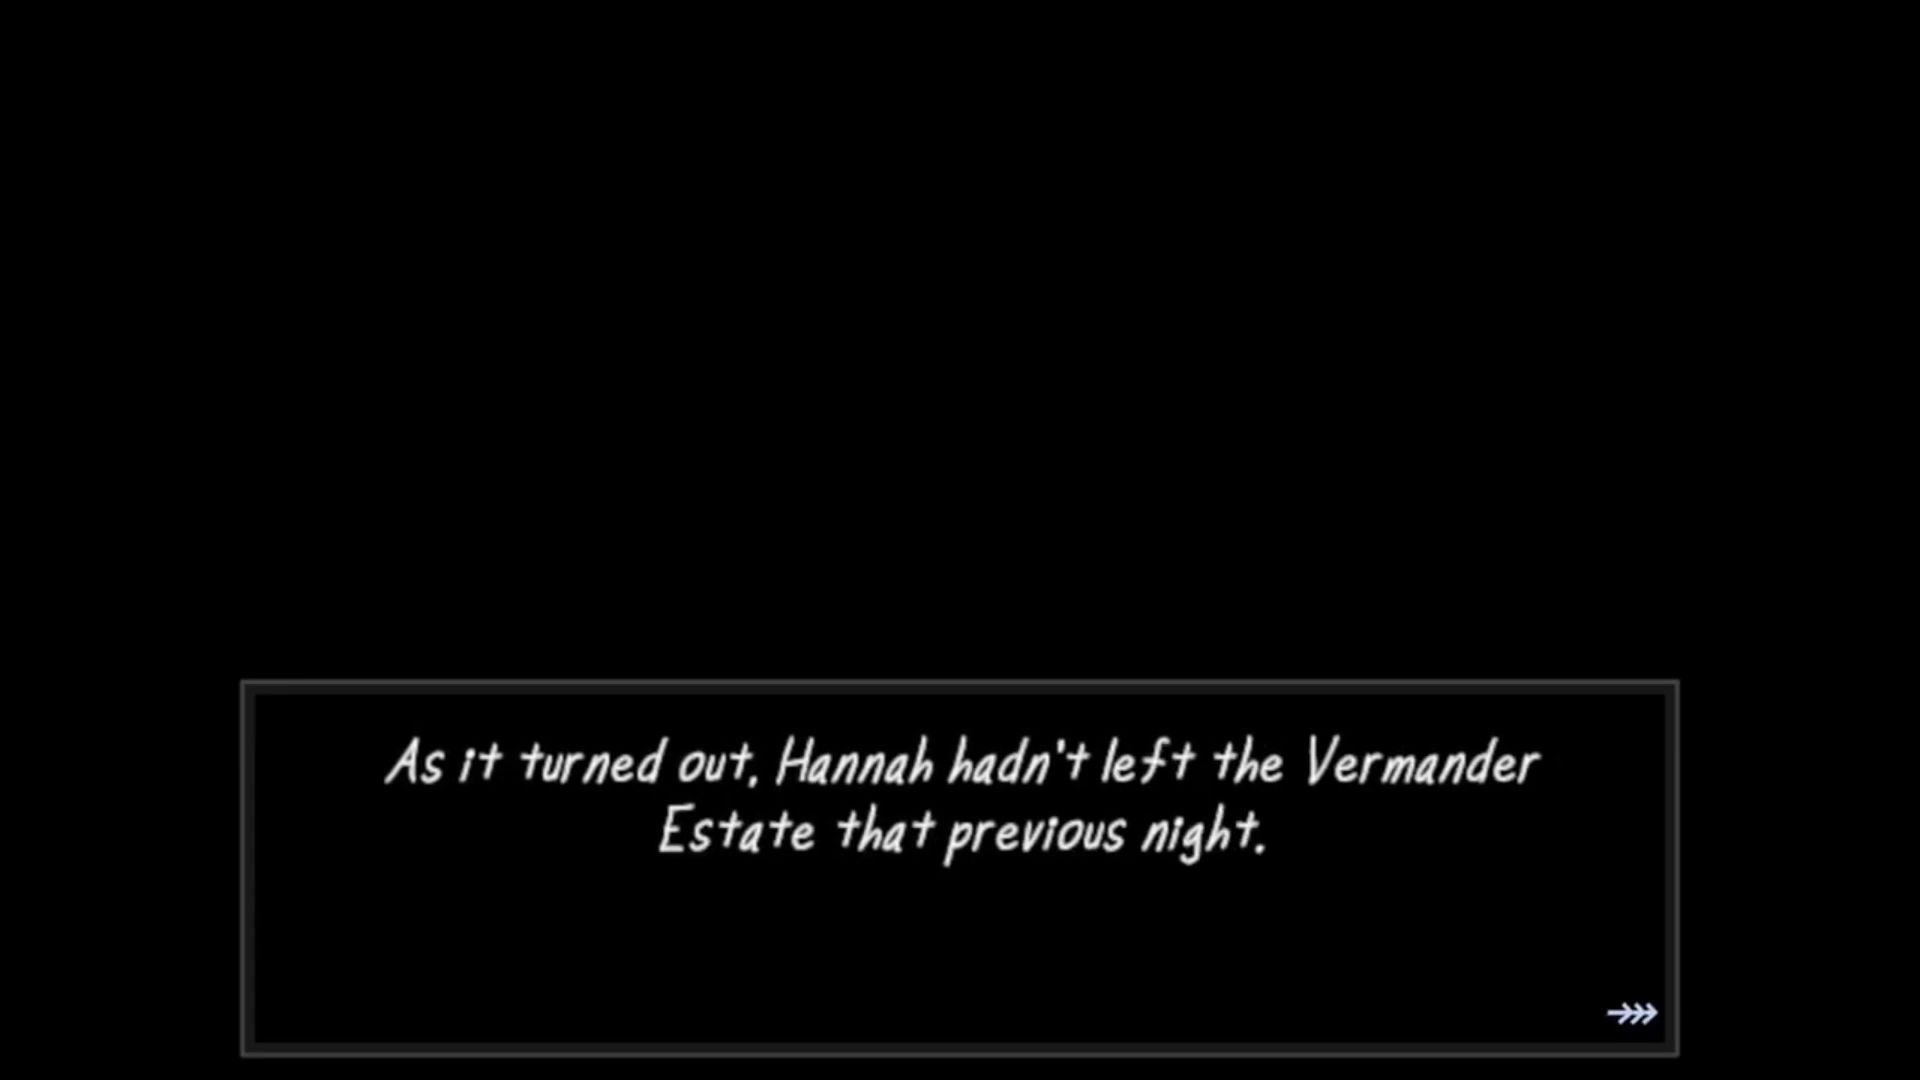 As it turned out, Hannah hadn't left the Vermander
Estate that previous night.